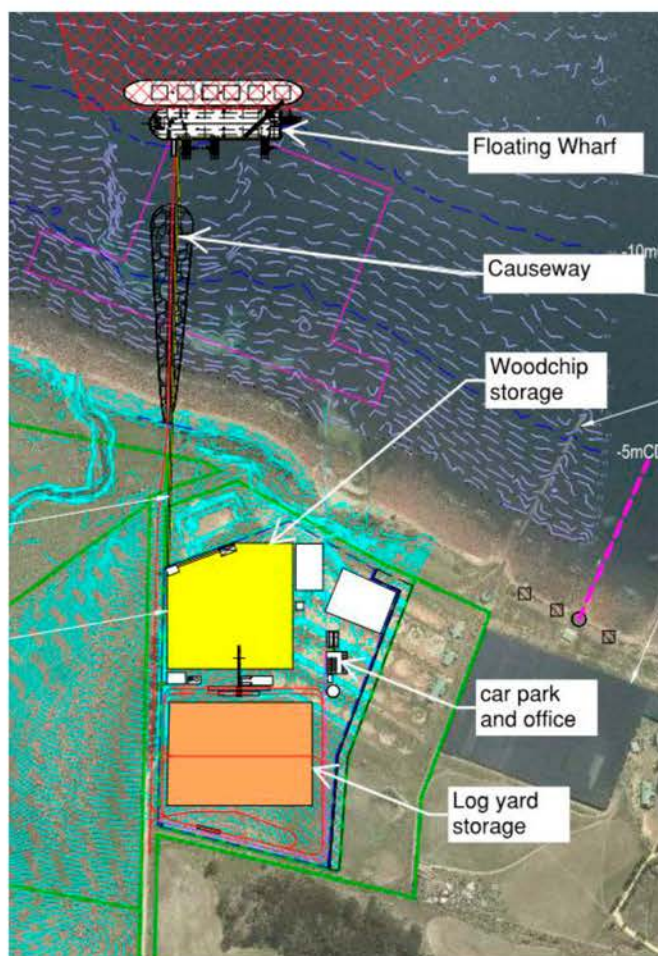 Floating Wharf
-10m
Causeway
Woodchip
storage
-5mCD
car park
and office
Log yard
storage